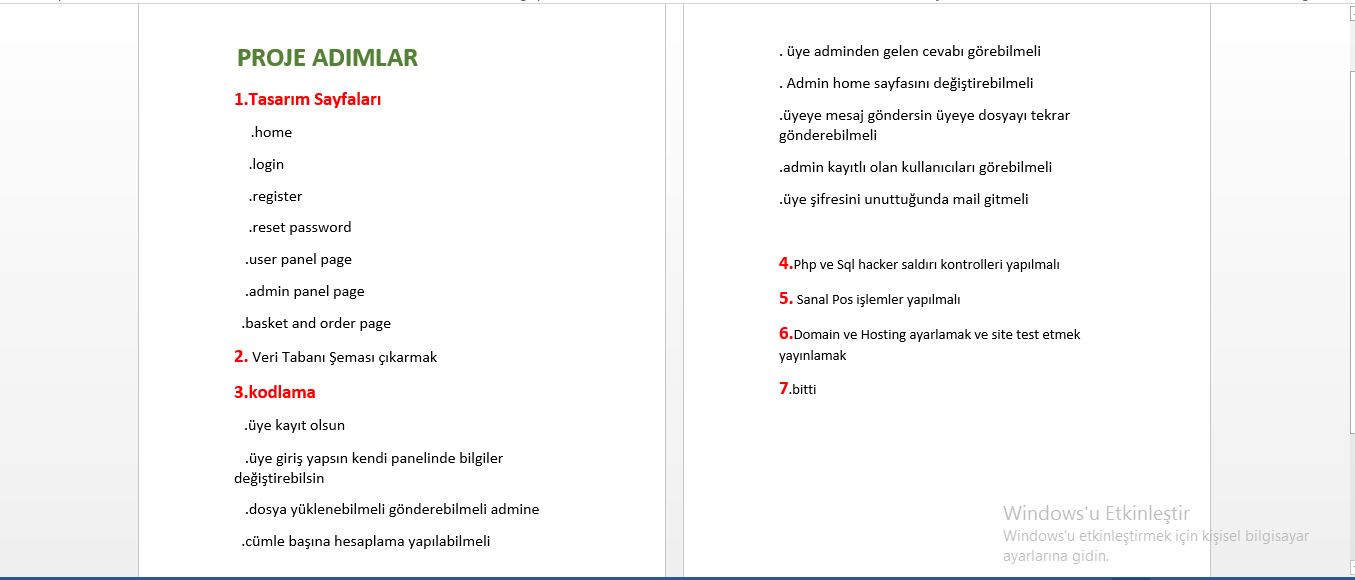 PROJE ADIMLAR
1.Tasarım Sayfaları
.home
.login
.register
.reset password
.user panel page
.admin panel page
.basket and order page
2. Veri Tabanı Şeması çıkarmak
3.kodlama
.üye kayıt olsun
.üye giriş yapsın kendi panelinde bilgiler
değiştirebilsin
.dosya yüklenebilmeli gönderebilmeli admine
.cümle başına hesaplama yapılabilmeli
. üye adminden gelen cevabı görebilmeli
. Admin home sayfasını değiştirebilmeli
.üyeye mesaj göndersin üyeye dosyayı tekrar
gönderebilmeli
.admin kayıtlı olan kullanıcıları görebilmeli
.üye şifresini unuttuğunda mail gitmeli
4.Php ve Sql hacker saldırı kontrolleri yapılmalı
5. Sanal Pos işlemler yapılmalı
6.Domain ve Hosting ayarlamak ve site test etmek
yayınlamak
7.bitti
Windows'u Etkinleştir
Windows'u etkinleştirmek için kişisel bilgisayar
ayarlarına gidin.